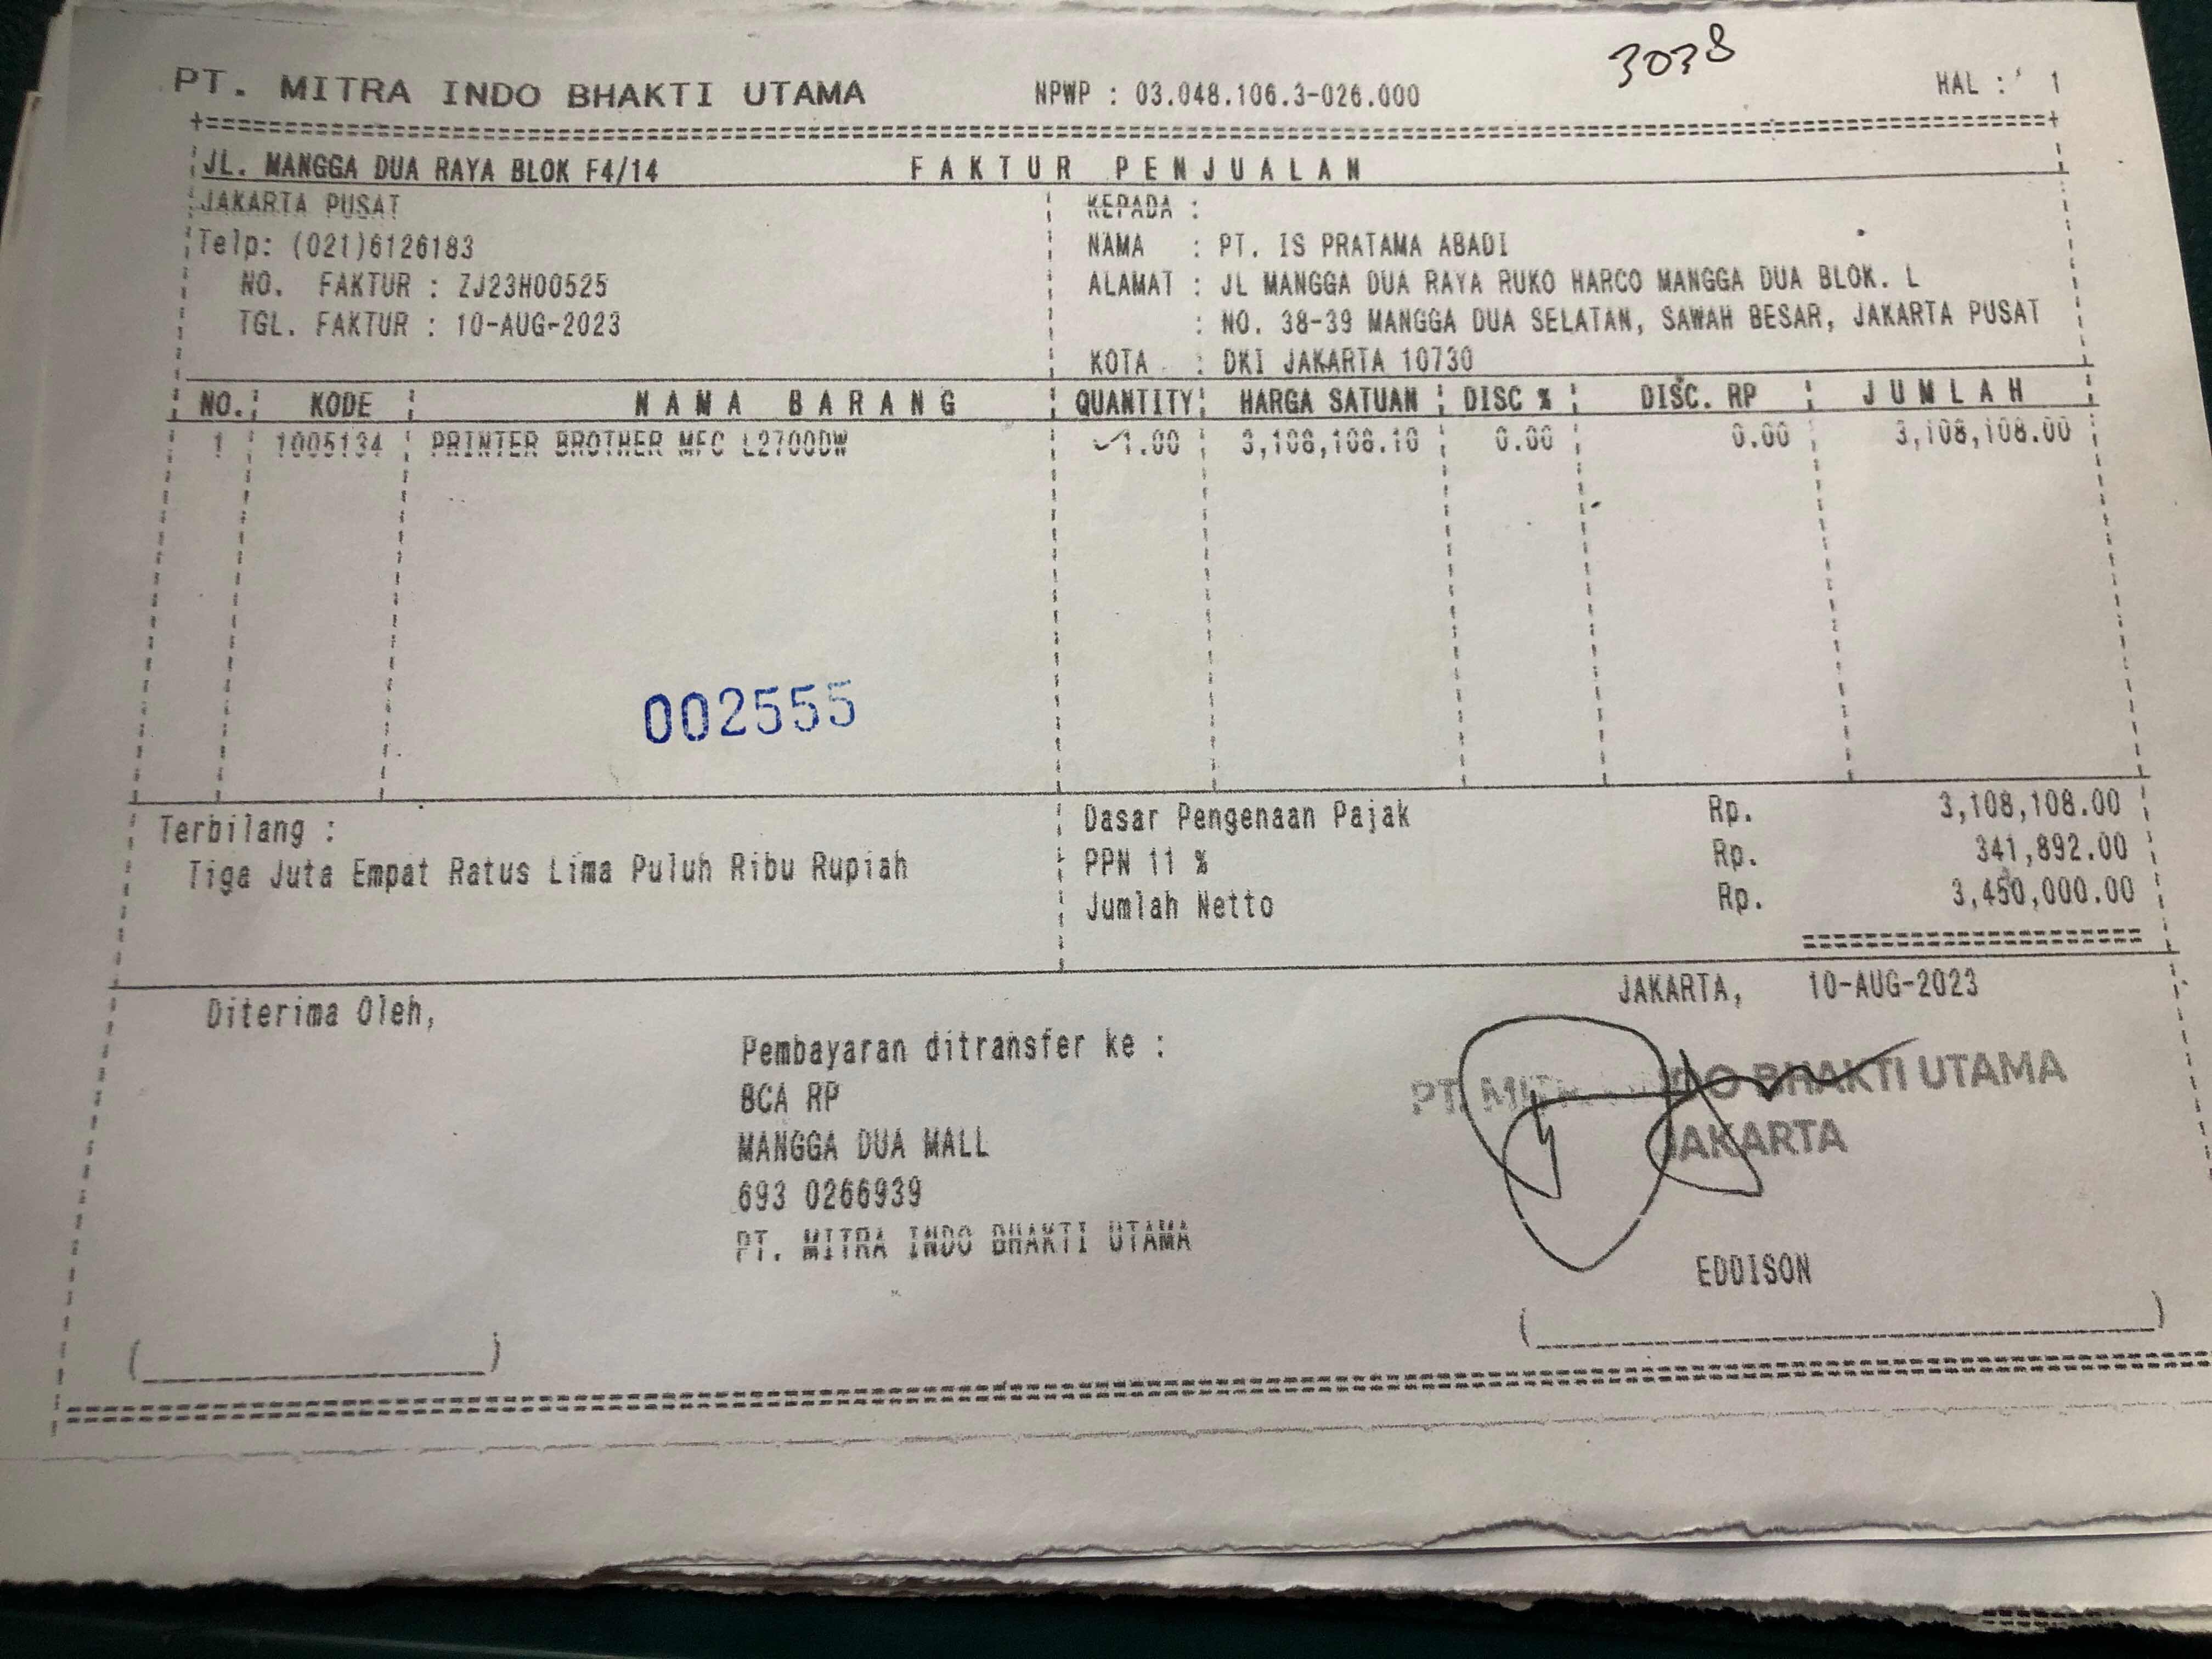 3038
PT. MITRA INDO BHAKTI UTAMA NPWP : 03.048.106.3-026.000 HAL : 1
JL. MANGGA DUA RAYA BLOK F4/14 FAKTUR PENJUALAN
JAKARTA PUSAT KEPADA :
Telp: (021)6126183 NAMA : PT. IS PRATAMA ABADI
NO. FAKTUR : ZJ23H00525 ALAMAT : JL MANGGA DUA RAYA RUKO HARCO MANGGA DUA BLOK. L
TGL. FAKTUR : 10-AUG-2023 : NO. 38-39 MANGGA DUA SELATAN, SAWAH BESAR, JAKARTA PUSAT
KOTA : DKI JAKARTA 10730
NO. KODE NAMA BARANG QUANTITY HARGA SATUAN DISC % DISC. RP JUMLAH
1 1005134 PRINTER BROTHER MFC L2700DW 1.00 3,108,108.10 0.00 0.00 3,108,108.00
002555
Terbilang : Dasar Pengenaan Pajak Rp. 3,108,108.00
Tiga Juta Empat Ratus Lima Puluh Ribu Rupiah PPN 11 % Rp. 341,892.00
Jumlah Netto Rp. 3,450,000.00
JAKARTA, 10-AUG-2023
Diterima Oleh,
Pembayaran ditransfer ke :
BCA RP
MANGGA DUA MALL
693 0266939
PT. MITRA INDO BHAKTI UTAMA
PT. MITRA INDO BHAKTI UTAMA
JAKARTA
EDDISON